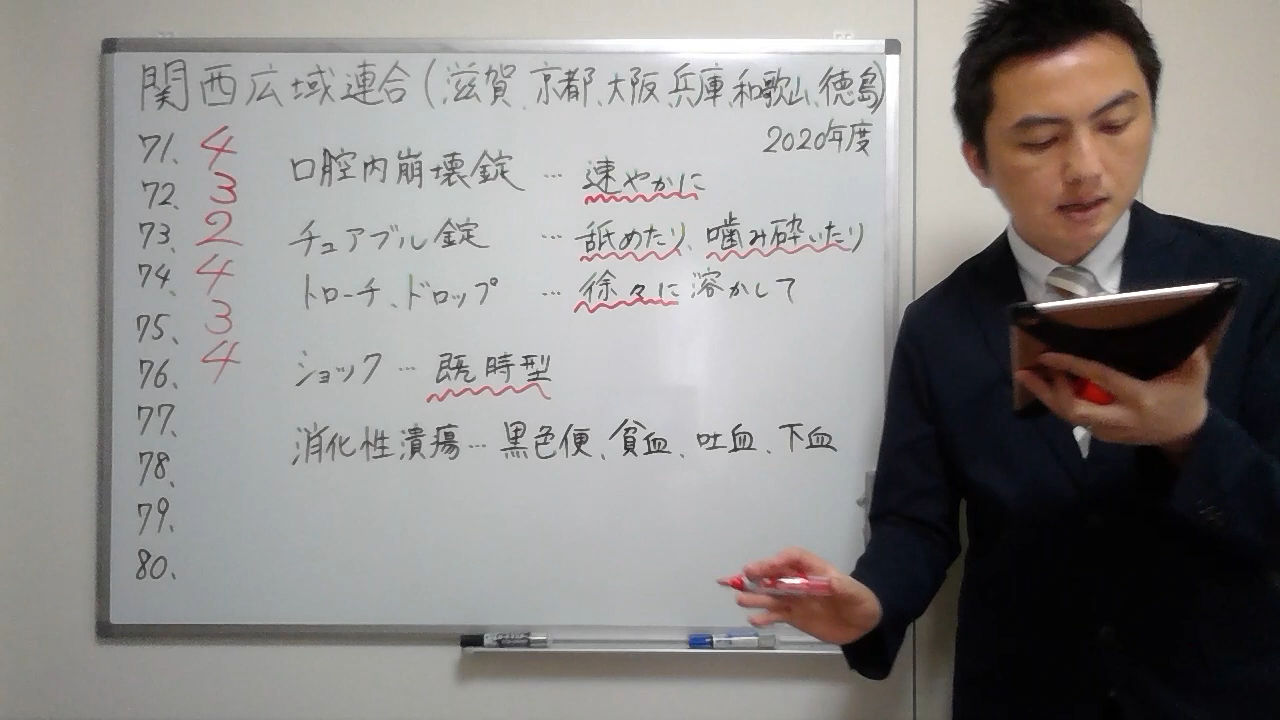 関西広域連合(滋賀、京都、大阪、兵庫、和歌山、徳島)
2020年度
71、4
72、3
73、2
74、4
75、3
76、4
77、
78、
79、
80、
口腔内崩壊錠 … 速やかに
チュアブル錠 … 舐めたり、噛み砕いたり
トローチ、ドロップ … 徐々に溶かして
ショック … 既時型
消化性潰瘍 … 黒色便、貧血、吐血、下血